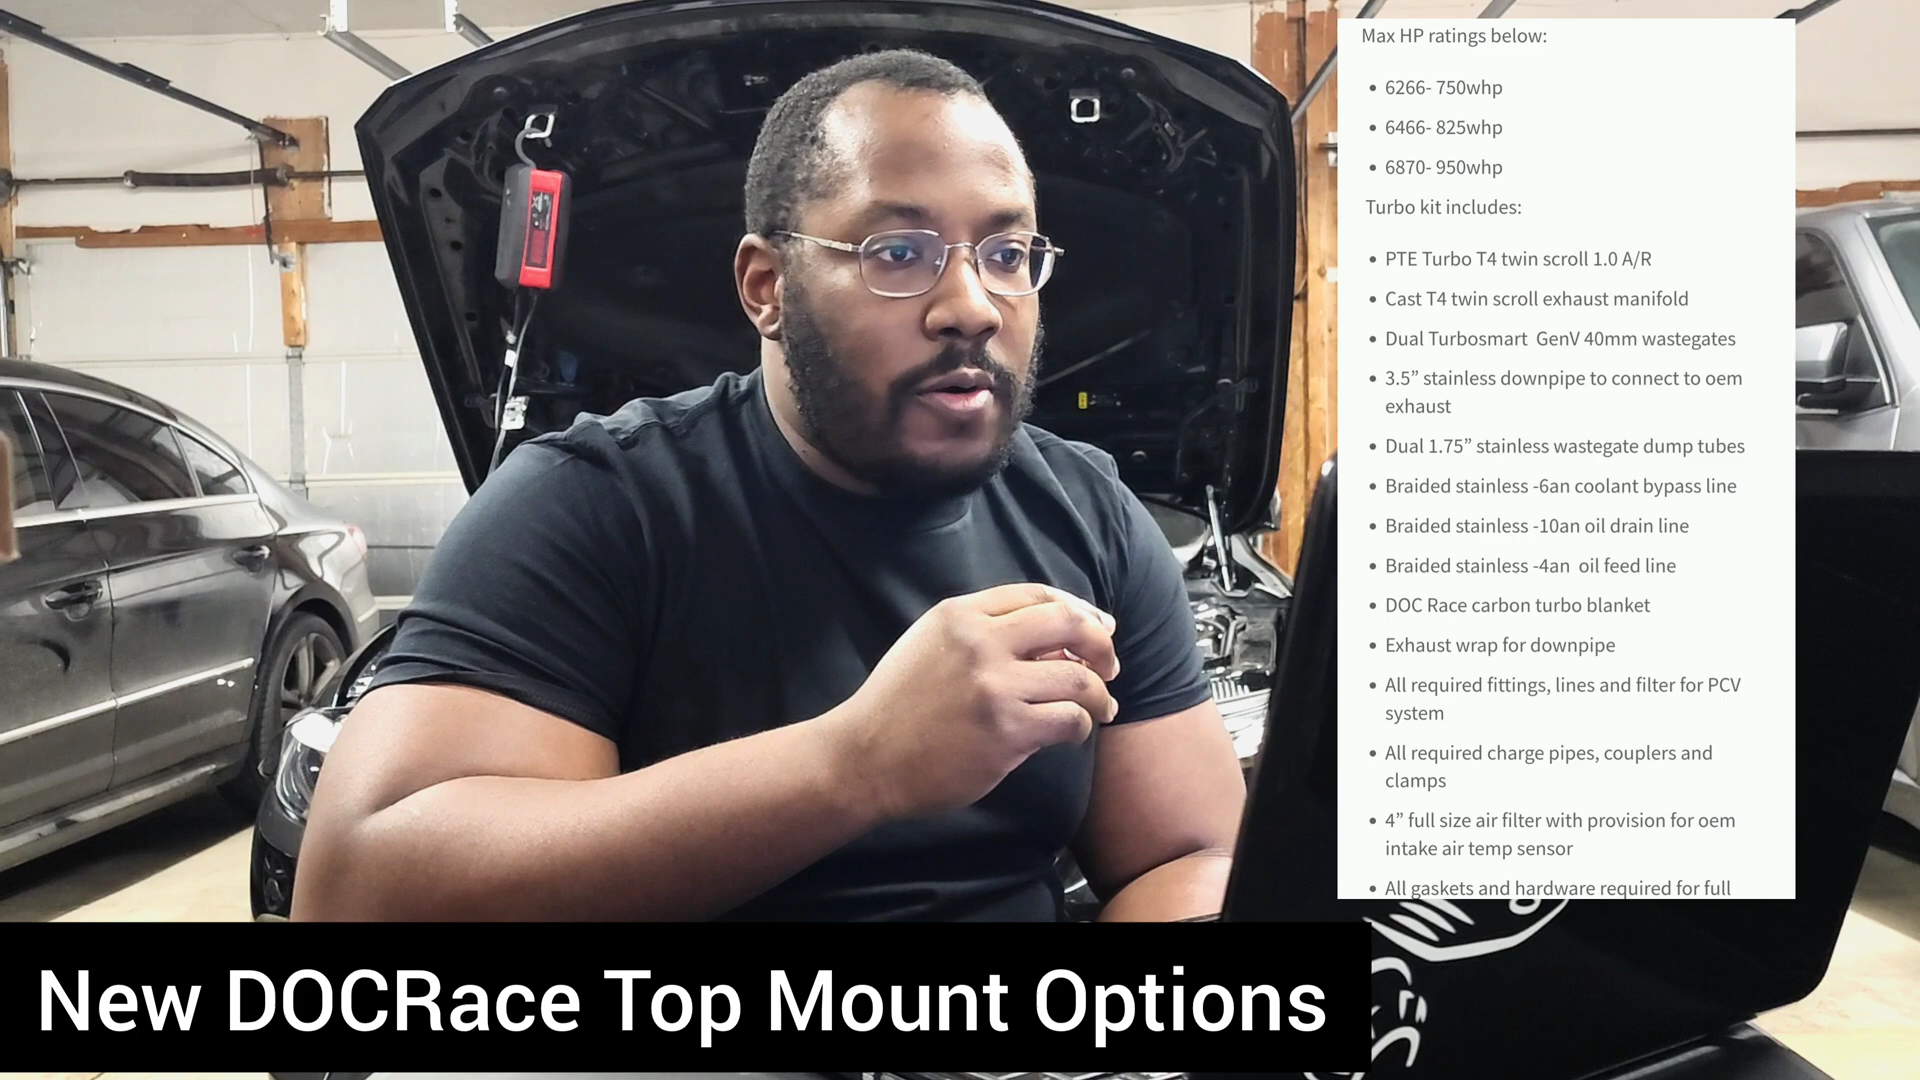 Max HP ratings below:
• 6266- 750whp
• 6466- 825whp
• 6870- 950whp
Turbo kit includes:
• PTE Turbo T4 twin scroll 1.0 A/R
• Cast T4 twin scroll exhaust manifold
• Dual Turbosmart  GenV 40mm wastegates
• 3.5” stainless downpipe to connect to oem
exhaust
• Dual 1.75” stainless wastegate dump tubes
• Braided stainless -6an coolant bypass line
• Braided stainless -10an oil drain line
• Braided stainless -4an  oil feed line
• DOC Race carbon turbo blanket
• Exhaust wrap for downpipe
• All required fittings, lines and filter for PCV
system
• All required charge pipes, couplers and
clamps
• 4” full size air filter with provision for oem
intake air temp sensor
• All gaskets and hardware required for full
New DOCRace Top Mount Options